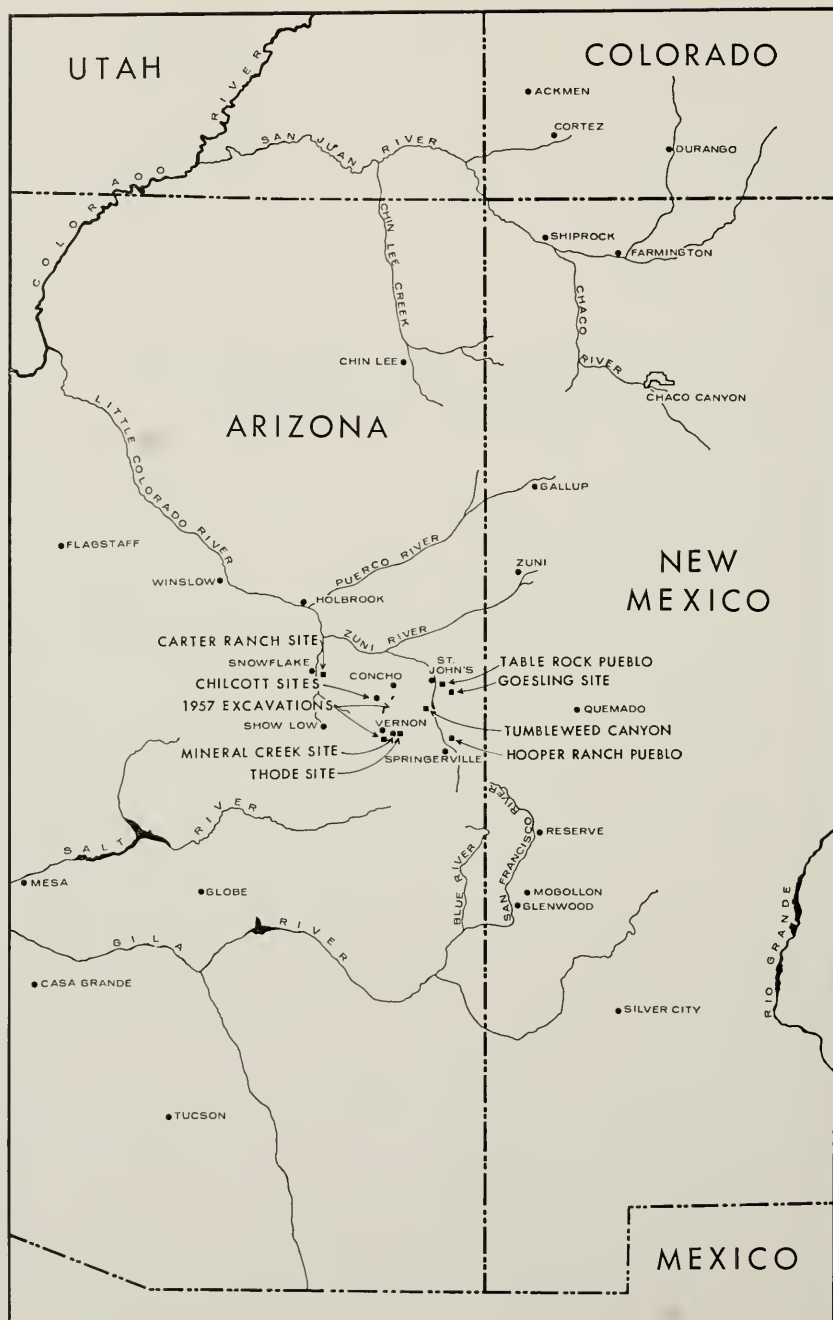 UTAH
COLORADO
ACKMEN
CORTEZ
DURANGO
COLORADO RIVER
SAN JUAN RIVER
CHIN LEE CREEK
SHIPROCK
FARMINGTON
CHACO RIVER
CHIN LEE
CHACO CANYON
ARIZONA
LITTLE COLORADO RIVER
GALLUP
FLAGSTAFF
PUERCO RIVER
WINSLOW
ZUNI
NEW
MEXICO
HOLBROOK
ZUNI RIVER
CARTER RANCH SITE
SNOWFLAKE
CONCHO
ST.
JOHN'S
TABLE ROCK PUEBLO
GOESLING SITE
CHILCOTT SITES
1957 EXCAVATIONS
QUEMADO
SHOW LOW
VERNON
TUMBLEWEED CANYON
MINERAL CREEK SITE
SPRINGERVILLE
HOOPER RANCH PUEBLO
THODE SITE
SALT RIVER
SAN FRANCISCO RIVER
RESERVE
BLUE RIVER
MESA
GLOBE
MOGOLLON
GLENWOOD
RIO GRANDE
GILA RIVER
CASA GRANDE
SILVER CITY
TUCSON
MEXICO